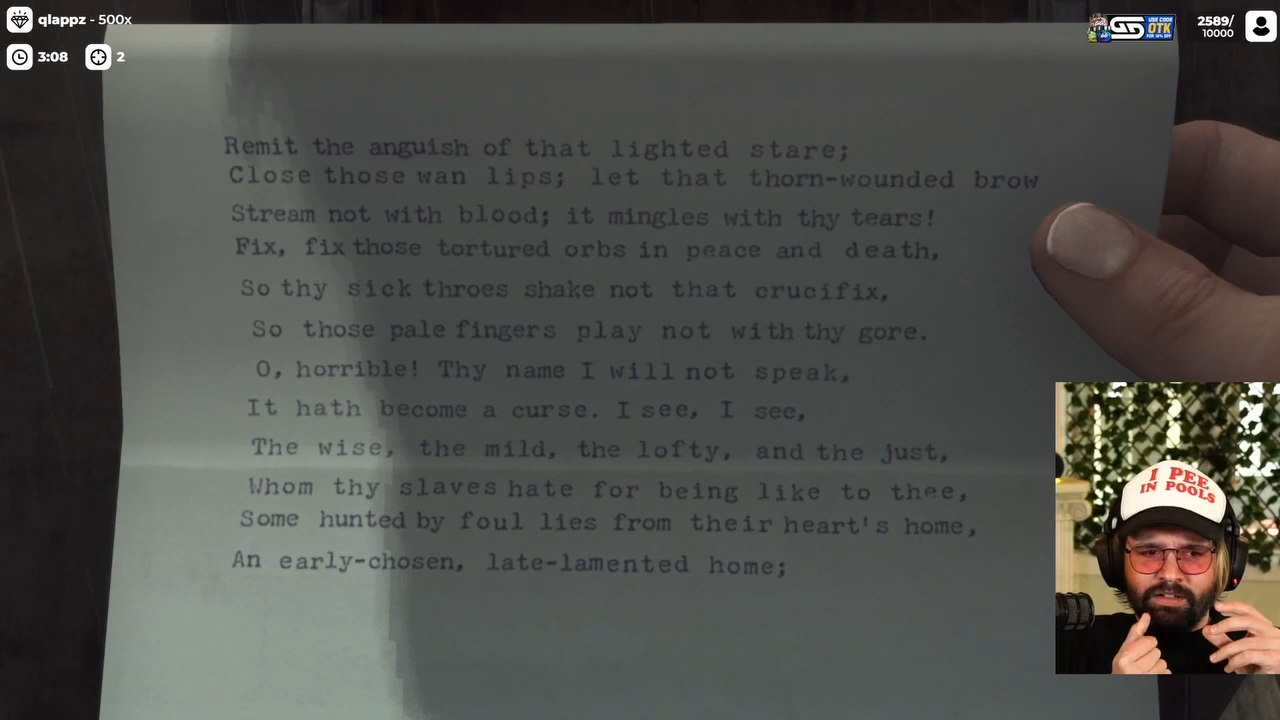 qlappz - 500x
3:08
2
USE CODE
OTK
2589/
10000
Remit the anguish of that lighted stare;
Close those wan lips; let that thorn-wounded brow
Stream not with blood; it mingles with thy tears!
Fix, fix those tortured orbs in peace and death,
So thy sick throes shake not that crucifix,
So those pale fingers play not with thy gore.
O, horrible! Thy name I will not speak,
It hath become a curse. I see, I see,
The wise, the mild, the lofty, and the just,
Whom thy slaves hate for being like to thee,
Some hunted by foul lies from their heart's home,
An early-chosen, late-lamented home;
I PEE
IN POOLS